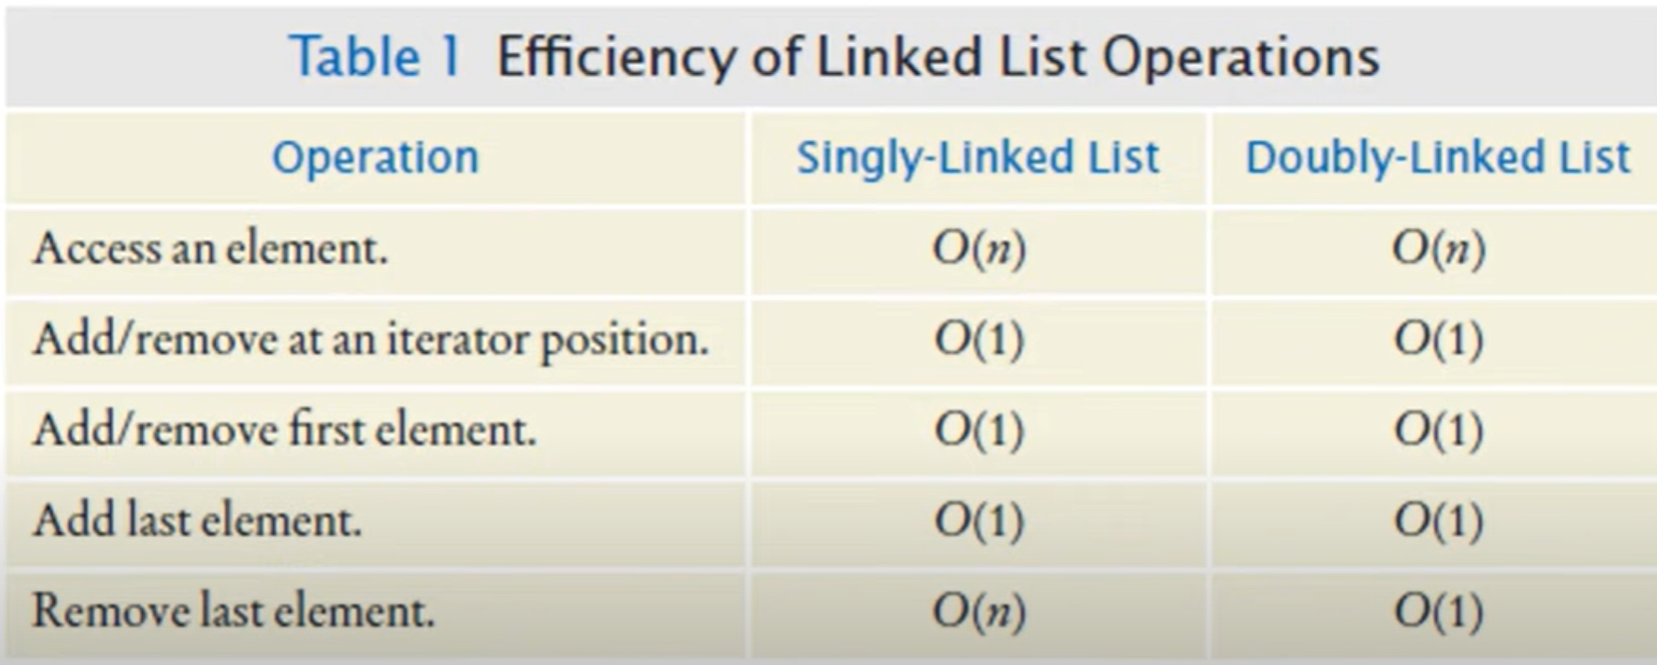 Table 1 Efficiency of Linked List Operations
Operation Singly-Linked List Doubly-Linked List
Access an element. O(n) O(n)
Add/remove at an iterator position. O(1) O(1)
Add/remove first element. O(1) O(1)
Add last element. O(1) O(1)
Remove last element. O(n) O(1)